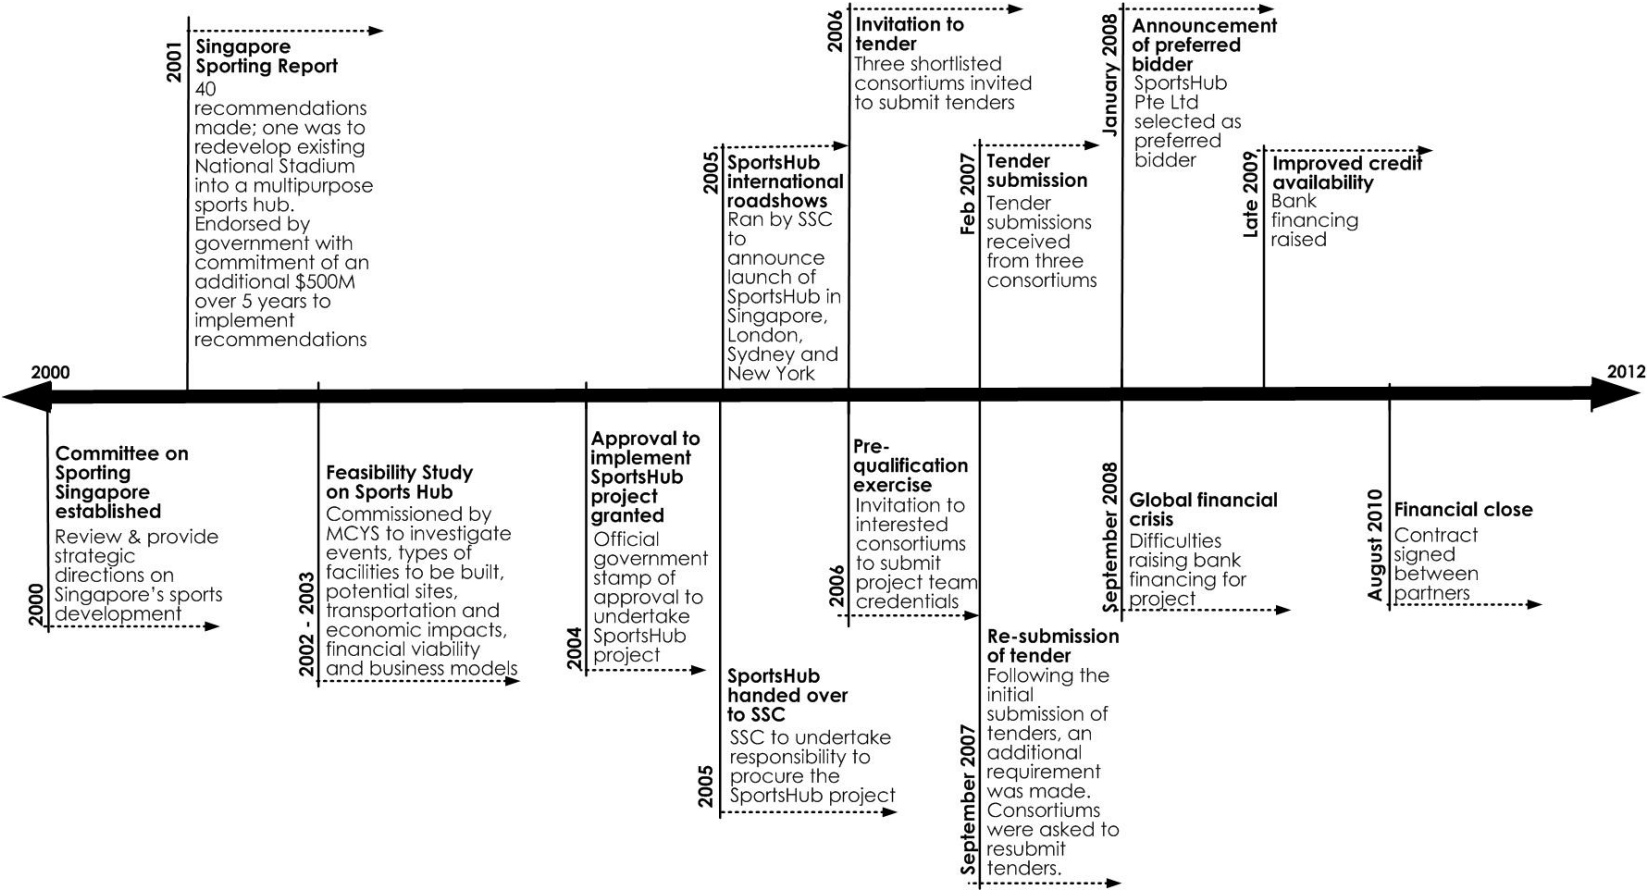 2001
Singapore
Sporting Report
40
recommendations
made; one was to
redevelop existing
National Stadium
into a multipurpose
sports hub.
Endorsed by
government with
commitment of an
additional $500M
over 5 years to
implement
recommendations
2005
SportsHub
international
roadshows
Ran by SSC
to
announce
launch of
SportsHub in
Singapore,
London,
Sydney and
New York
2006
Invitation to
tender
Three shortlisted
consortiums invited
to submit tenders
Feb 2007
Tender
submission
Tender
submissions
received
from three
consortiums
January 2008
Announcement
of preferred
bidder
SportsHub
Pte Ltd
selected as
preferred
bidder
Late 2009
Improved credit
availability
Bank
financing
raised
2000
2012
2000
Committee on
Sporting
Singapore
established
Review & provide
strategic
directions on
Singapore's sports
development
2002 - 2003
Feasibility Study
on Sports Hub
Commissioned by
MCYS to investigate
events, types of
facilities to be built,
potential sites,
transportation and
economic impacts,
financial viability
and business models
2004
Approval to
implement
SportsHub
project
granted
Official
government
stamp of
approval to
undertake
SportsHub
project
2005
SportsHub
handed over
to SSC
SSC to undertake
responsibility to
procure the
SportsHub project
2006
Pre-
qualification
exercise
Invitation to
interested
consortiums
to submit
project team
credentials
September 2007
Re-submission
of tender
Following the
initial
submission of
tenders, an
additional
requirement
was made.
Consortiums
were asked to
resubmit
tenders.
September 2008
Global financial
crisis
Difficulties
raising bank
financing for
project
August 2010
Financial close
Contract
signed
between
partners